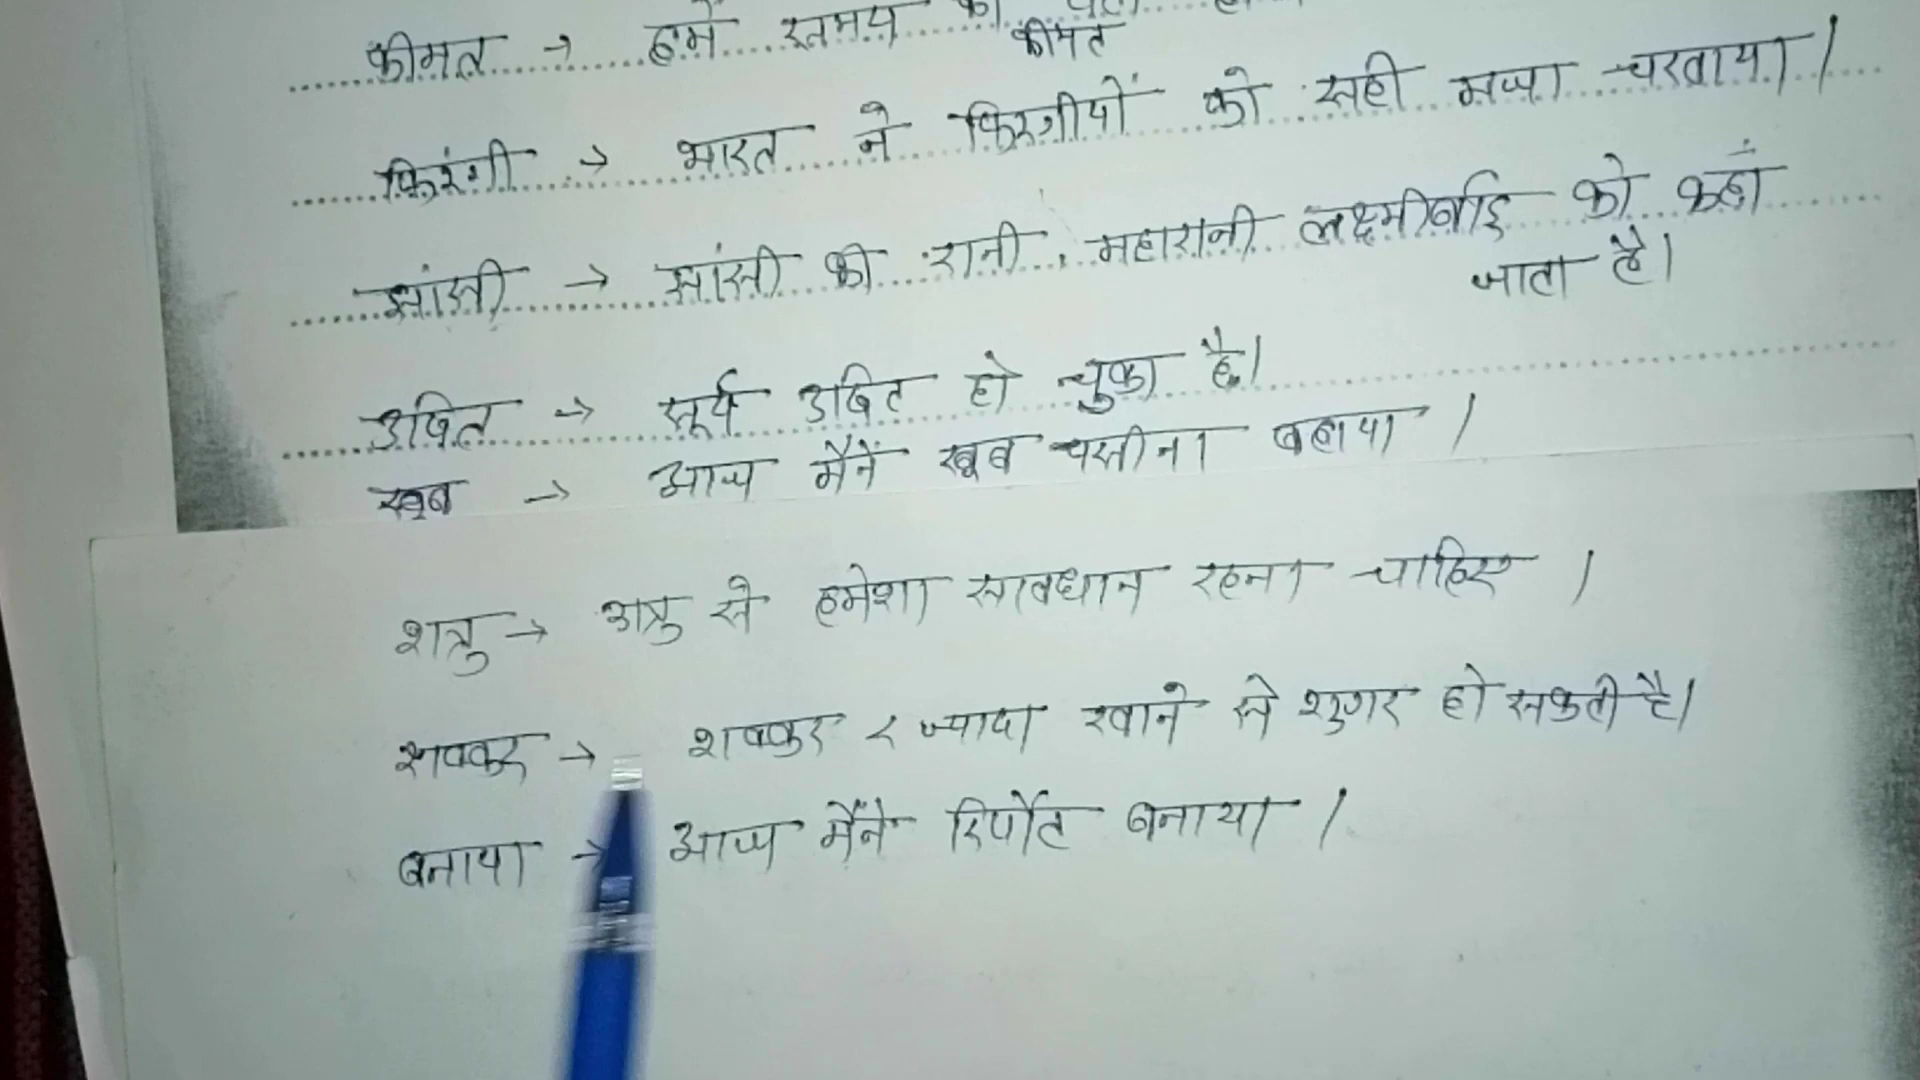 कीमत → हमें समय की
कीमत
फिरंगी → भारत ने फिरंगीयों को सही मजा चखाया।
झांसी → झांसी की रानी, महारानी लक्ष्मीबाई को कहाँ
जाता है।
उदित → सूर्य उदित हो चुका है।
खूब → आज मैनें खूब पसीना बहाया।
शत्रु → शत्रु से हमेशा सावधान रहना चाहिए।
शक्कर → शक्कर ज्यादा खाने से शुगर हो सकती है।
बनाया → आज मैंने रिर्पोट बनाया।